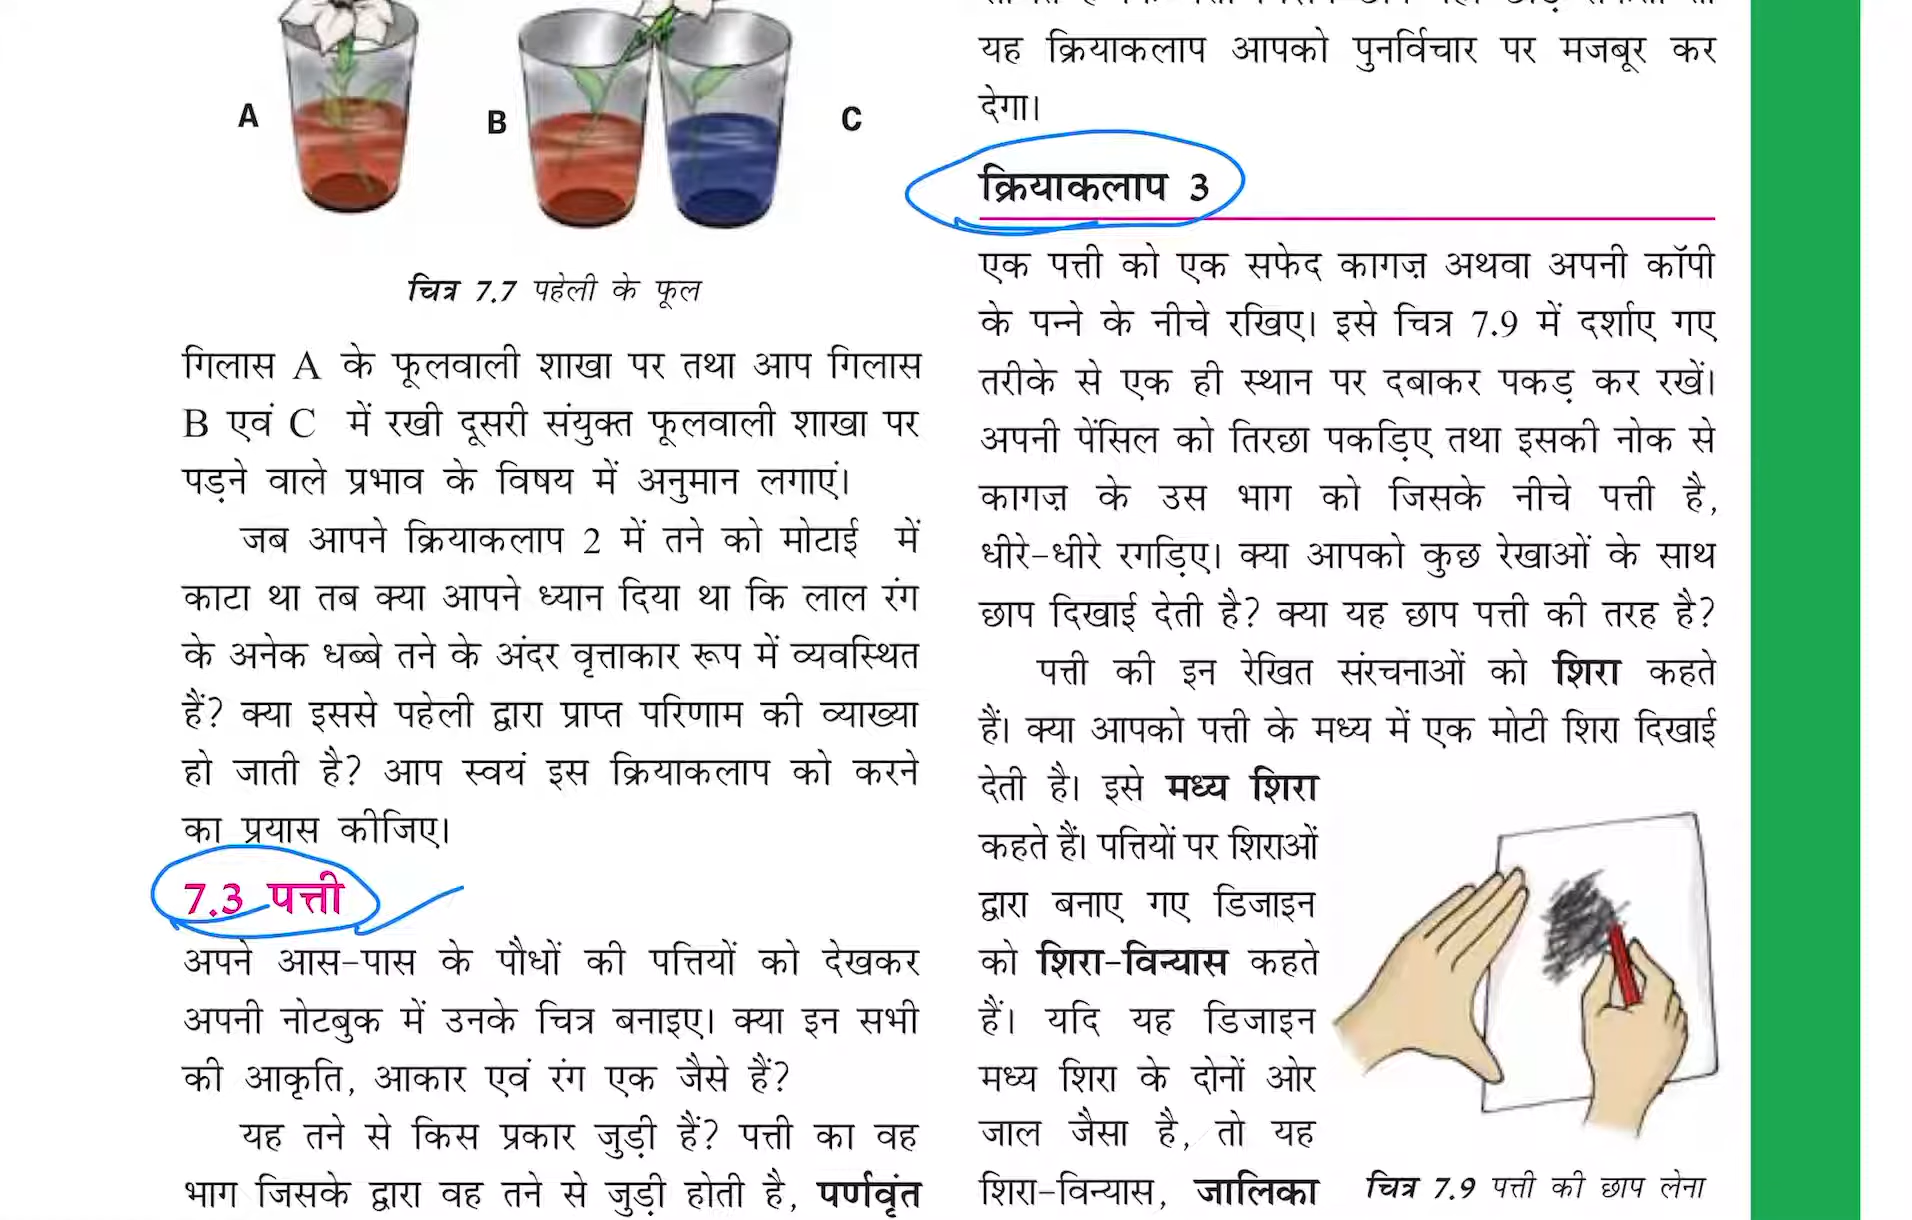 A
B
C
चित्र 7.7 पहेली के फूल
गिलास A के फूलवाली शाखा पर तथा आप गिलास
B एवं C में रखी दूसरी संयुक्त फूलवाली शाखा पर
पड़ने वाले प्रभाव के विषय में अनुमान लगाएं।
जब आपने क्रियाकलाप 2 में तने को मोटाई में
काटा था तब क्या आपने ध्यान दिया था कि लाल रंग
के अनेक धब्बे तने के अंदर वृत्ताकार रूप में व्यवस्थित
हैं? क्या इससे पहेली द्वारा प्राप्त परिणाम की व्याख्या
हो जाती है? आप स्वयं इस क्रियाकलाप को करने
का प्रयास कीजिए।
7.3 पत्ती
अपने आस-पास के पौधों की पत्तियों को देखकर
अपनी नोटबुक में उनके चित्र बनाइए। क्या इन सभी
की आकृति, आकार एवं रंग एक जैसे हैं?
यह तने से किस प्रकार जुड़ी हैं? पत्ती का वह
भाग जिसके द्वारा वह तने से जुड़ी होती है, पर्णवृंत
यह क्रियाकलाप आपको पुनर्विचार पर मजबूर कर
देगा।
क्रियाकलाप 3
एक पत्ती को एक सफेद कागज़ अथवा अपनी कॉपी
के पन्ने के नीचे रखिए। इसे चित्र 7.9 में दर्शाए गए
तरीके से एक ही स्थान पर दबाकर पकड़ कर रखें।
अपनी पेंसिल को तिरछा पकड़िए तथा इसकी नोक से
कागज़ के उस भाग को जिसके नीचे पत्ती है,
धीरे-धीरे रगड़िए। क्या आपको कुछ रेखाओं के साथ
छाप दिखाई देती है? क्या यह छाप पत्ती की तरह है?
पत्ती की इन रेखित संरचनाओं को शिरा कहते
हैं। क्या आपको पत्ती के मध्य में एक मोटी शिरा दिखाई
देती है। इसे मध्य शिरा
कहते हैं। पत्तियों पर शिराओं
द्वारा बनाए गए डिजाइन
को शिरा-विन्यास कहते
हैं। यदि यह डिजाइन
मध्य शिरा के दोनों ओर
जाल जैसा है, तो यह
शिरा-विन्यास, जालिका
चित्र 7.9 पत्ती की छाप लेना